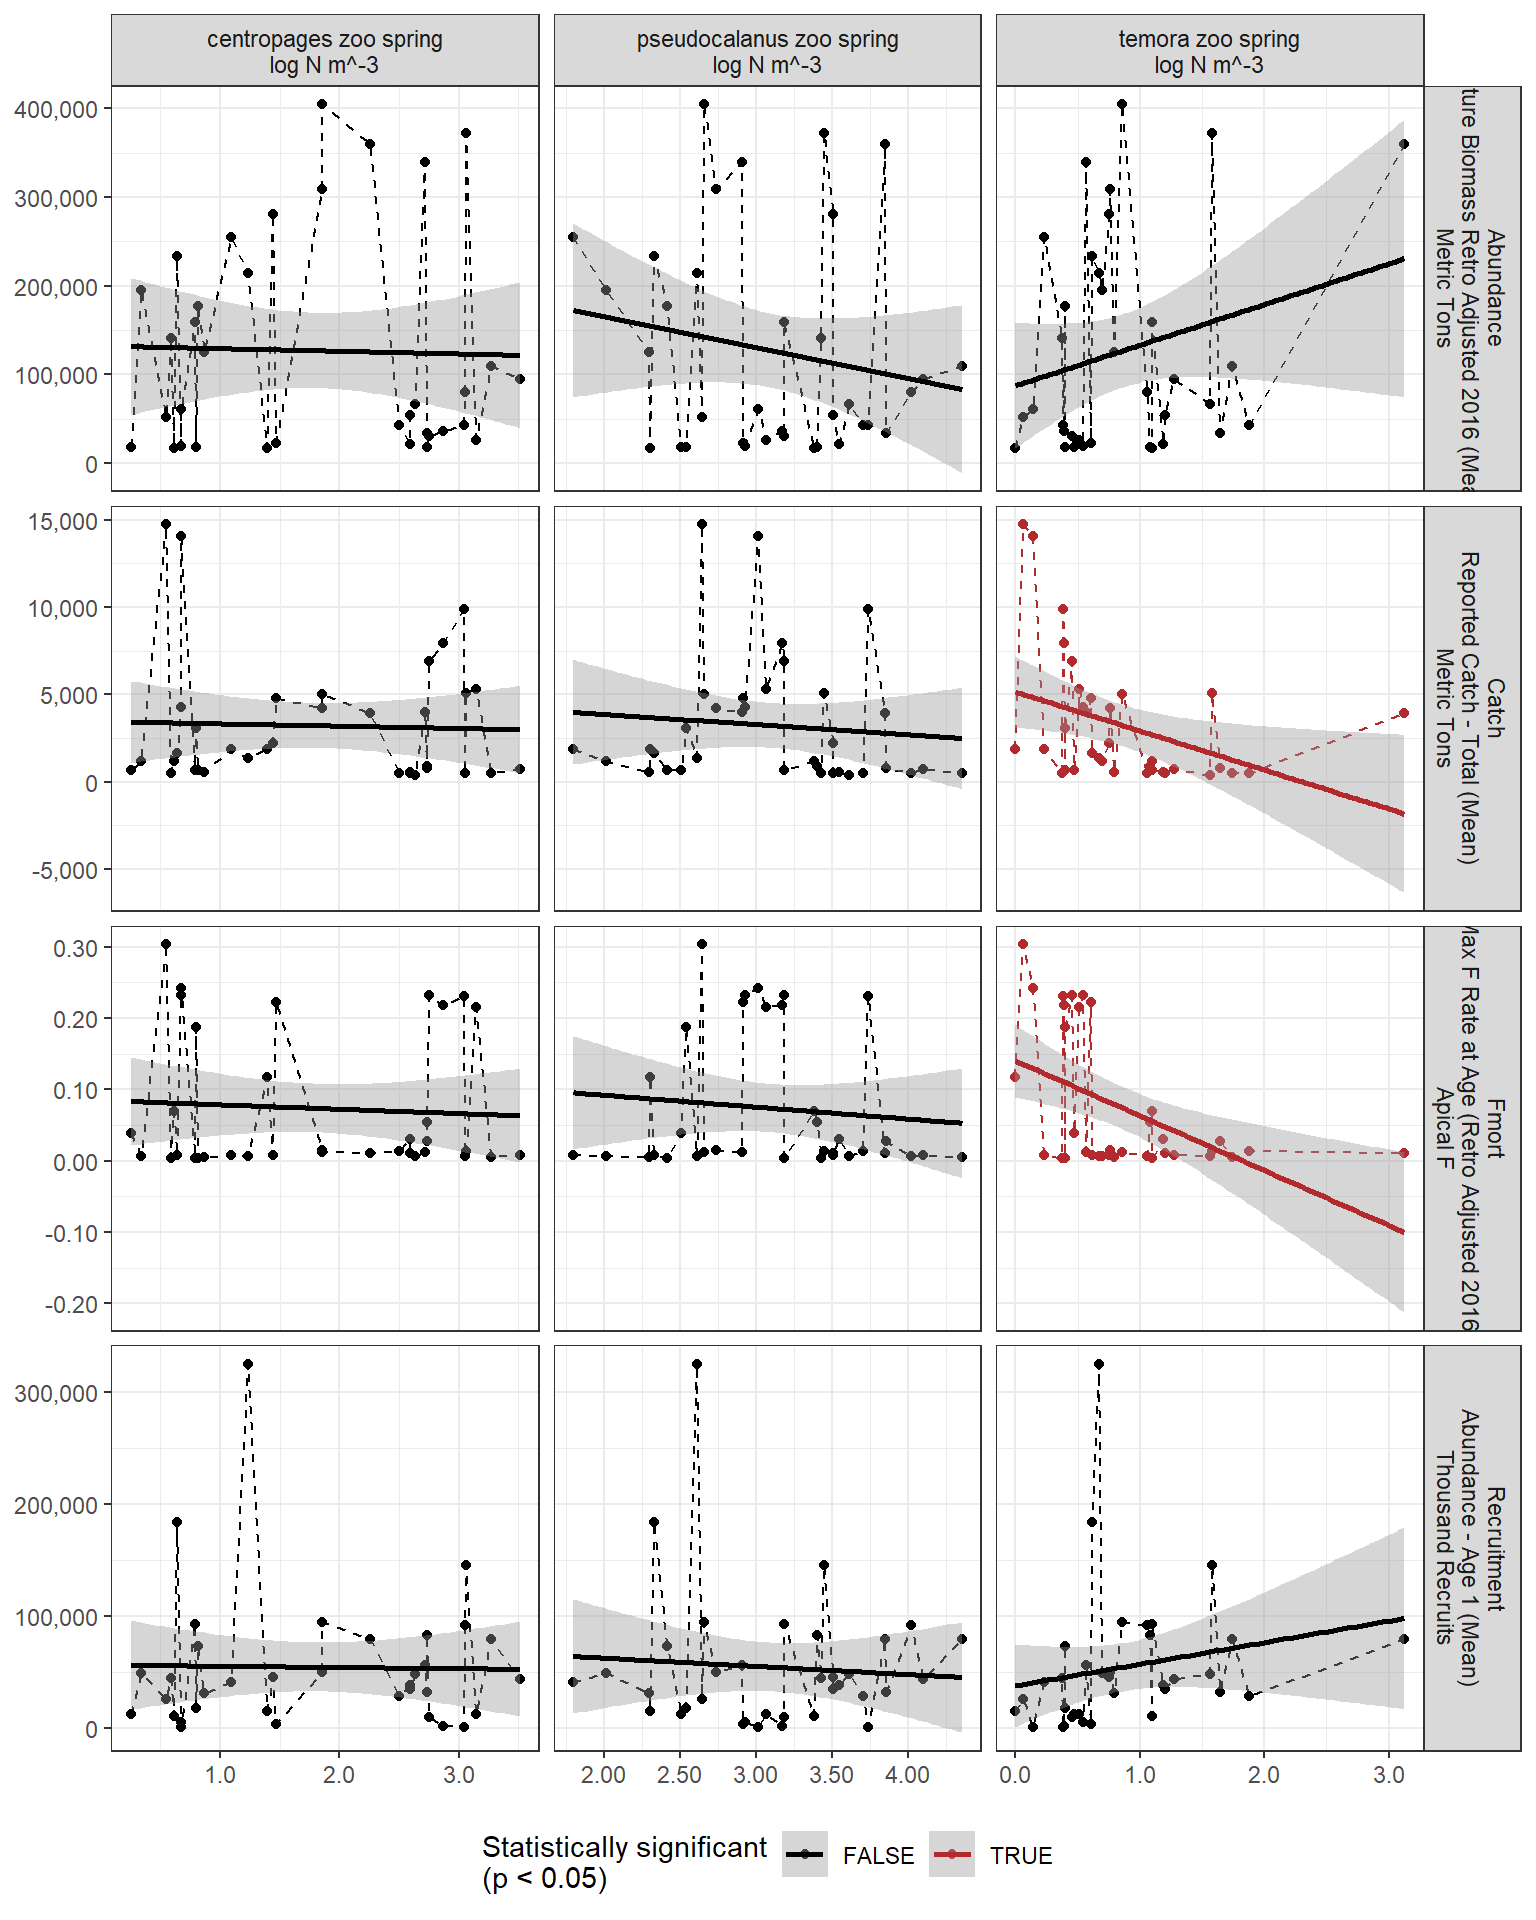 centropages zoo spring
log N m^-3
pseudocalanus zoo spring
log N m^-3
temora zoo spring
log N m^-3
400,000
300,000
200,000
100,000
0
Abundance
ture Biomass Retro Adjusted 2016 (Mea
Metric Tons
15,000
10,000
5,000
0
-5,000
Catch
Reported Catch - Total (Mean)
Metric Tons
0.30
0.20
0.10
0.00
-0.10
-0.20
Fmort
Max F Rate at Age (Retro Adjusted 2016
Apical F
300,000
200,000
100,000
0
Recruitment
Abundance - Age 1 (Mean)
Thousand Recruits
1.0 2.0 3.0
2.00 2.50 3.00 3.50 4.00
0.0 1.0 2.0 3.0
Statistically significant
(p < 0.05)
FALSE
TRUE